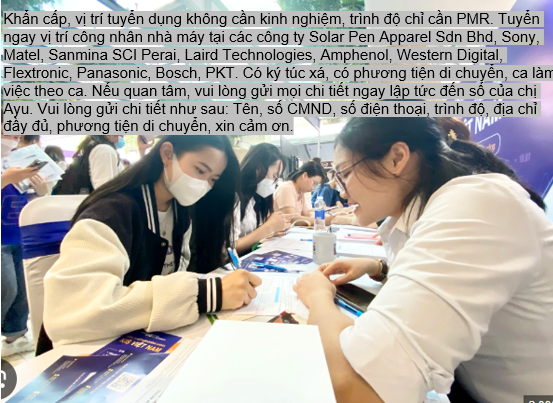 Khẩn cấp, vị trí tuyển dụng không cần kinh nghiệm, trình độ chỉ cần PMR. Tuyển
ngay vị trí công nhân nhà máy tại các công ty Solar Pen Apparel Sdn Bhd, Sony,
Matel, Sanmina SCI Perai, Laird Technologies, Amphenol, Western Digital,
Flextronic, Panasonic, Bosch, PKT. Có ký túc xá, có phương tiện di chuyển, ca làm
việc theo ca. Nếu quan tâm, vui lòng gửi mọi chi tiết ngay lập tức đến số của chị
Ayu. Vui lòng gửi chi tiết như sau: Tên, số CMND, số điện thoại, trình độ, địa chỉ
đầy đủ, phương tiện di chuyển, xin cảm ơn.
VIỆT NAM